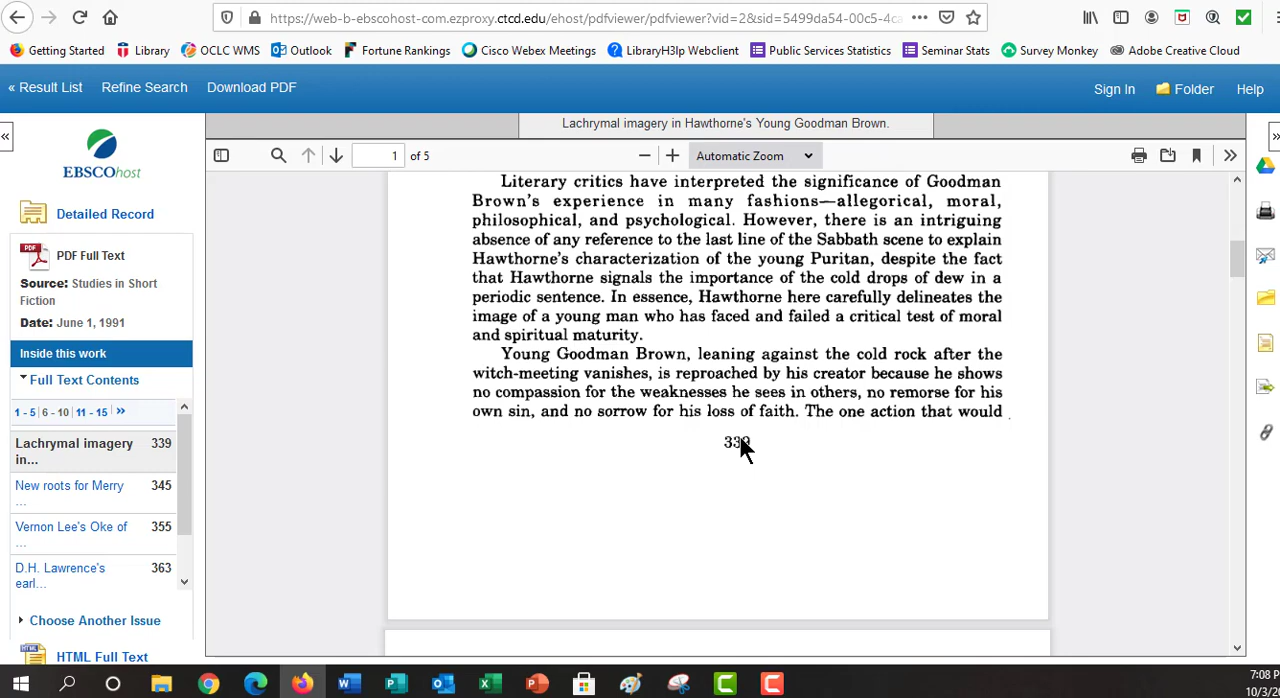 https://web-b-ebscohost-com.ezproxy.ctcd.edu/ehost/pdfviewer/pdfviewer?vid=2&sid=5499da54-00c5-4ca
Getting Started Library OCLC WMS Outlook Fortune Rankings Cisco Webex Meetings LibraryH3lp Webclient Public Services Statistics Seminar Stats Survey Monkey Adobe Creative Cloud
« Result List Refine Search Download PDF Sign In Folder Help
Lachrymal imagery in Hawthorne's Young Goodman Brown.
1 of 5 Automatic Zoom
EBSCOhost
Detailed Record
PDF PDF Full Text
Source: Studies in Short
Fiction
Date: June 1, 1991
Inside this work
Full Text Contents
1 - 5 | 6 - 10 | 11 - 15 »
Lachrymal imagery 339
in...
New roots for Merry 345
...
Vernon Lee's Oke of 355
...
D.H. Lawrence's 363
earl...
Choose Another Issue
HTML HTML Full Text
Literary critics have interpreted the significance of Goodman
Brown's experience in many fashions—allegorical, moral,
philosophical, and psychological. However, there is an intriguing
absence of any reference to the last line of the Sabbath scene to explain
Hawthorne's characterization of the young Puritan, despite the fact
that Hawthorne signals the importance of the cold drops of dew in a
periodic sentence. In essence, Hawthorne here carefully delineates the
image of a young man who has faced and failed a critical test of moral
and spiritual maturity.
Young Goodman Brown, leaning against the cold rock after the
witch-meeting vanishes, is reproached by his creator because he shows
no compassion for the weaknesses he sees in others, no remorse for his
own sin, and no sorrow for his loss of faith. The one action that would
339
7:08 P
10/3/20